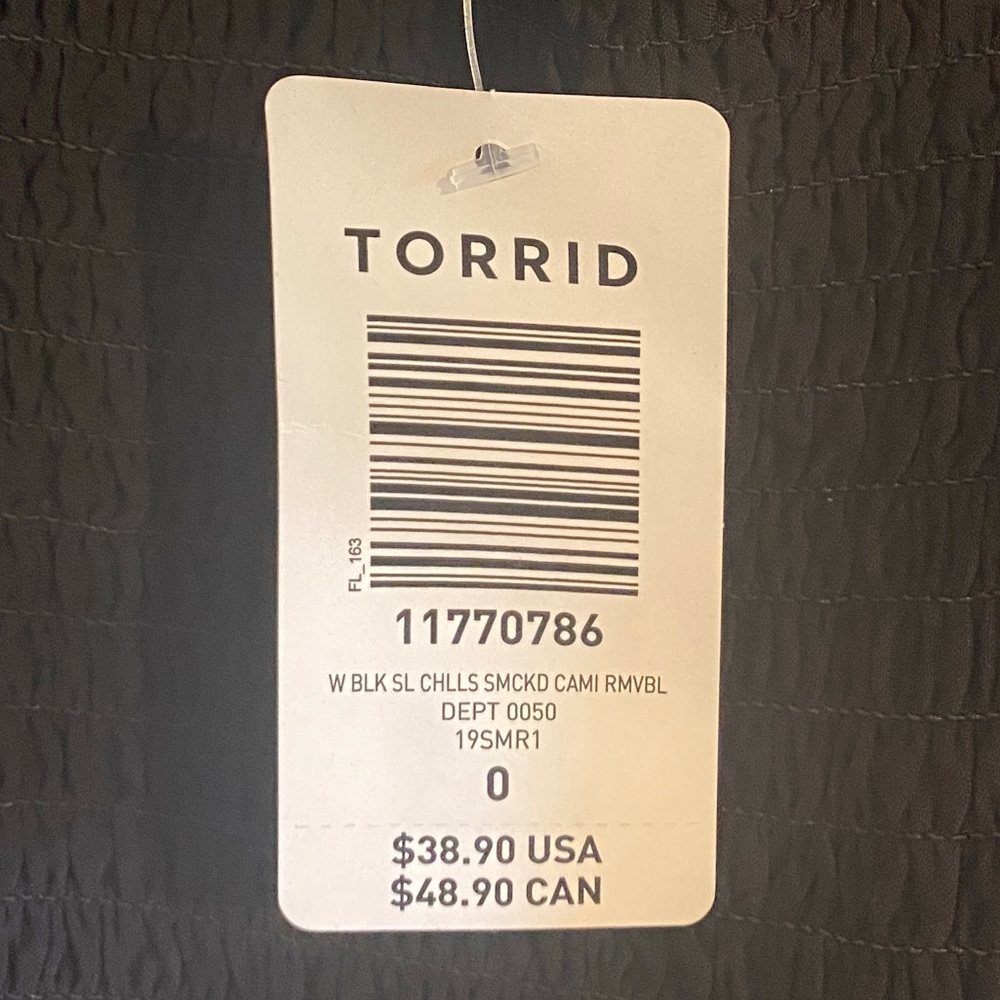 TORRID
FL_163
11770786
W BLK SL CHLLS SMCKD CAMI RMVBL
DEPT 0050
19SMR1
0
$38.90 USA
$48.90 CAN